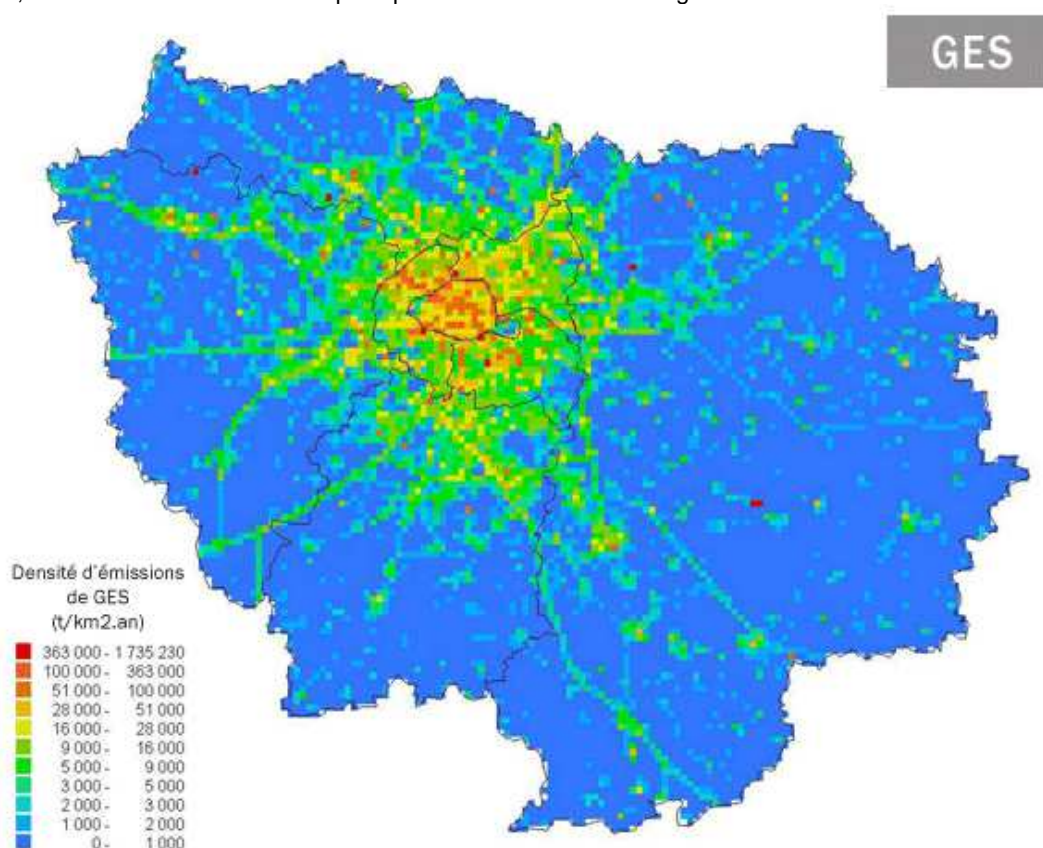 GES
Densité d'émissions
de GES
(t/km2.an)
363 000 - 1 735 230
100 000 - 363 000
51 000 - 100 000
28 000 - 51 000
16 000 - 28 000
9 000 - 16 000
5 000 - 9 000
3 000 - 5 000
2 000 - 3 000
1 000 - 2 000
0 - 1 000